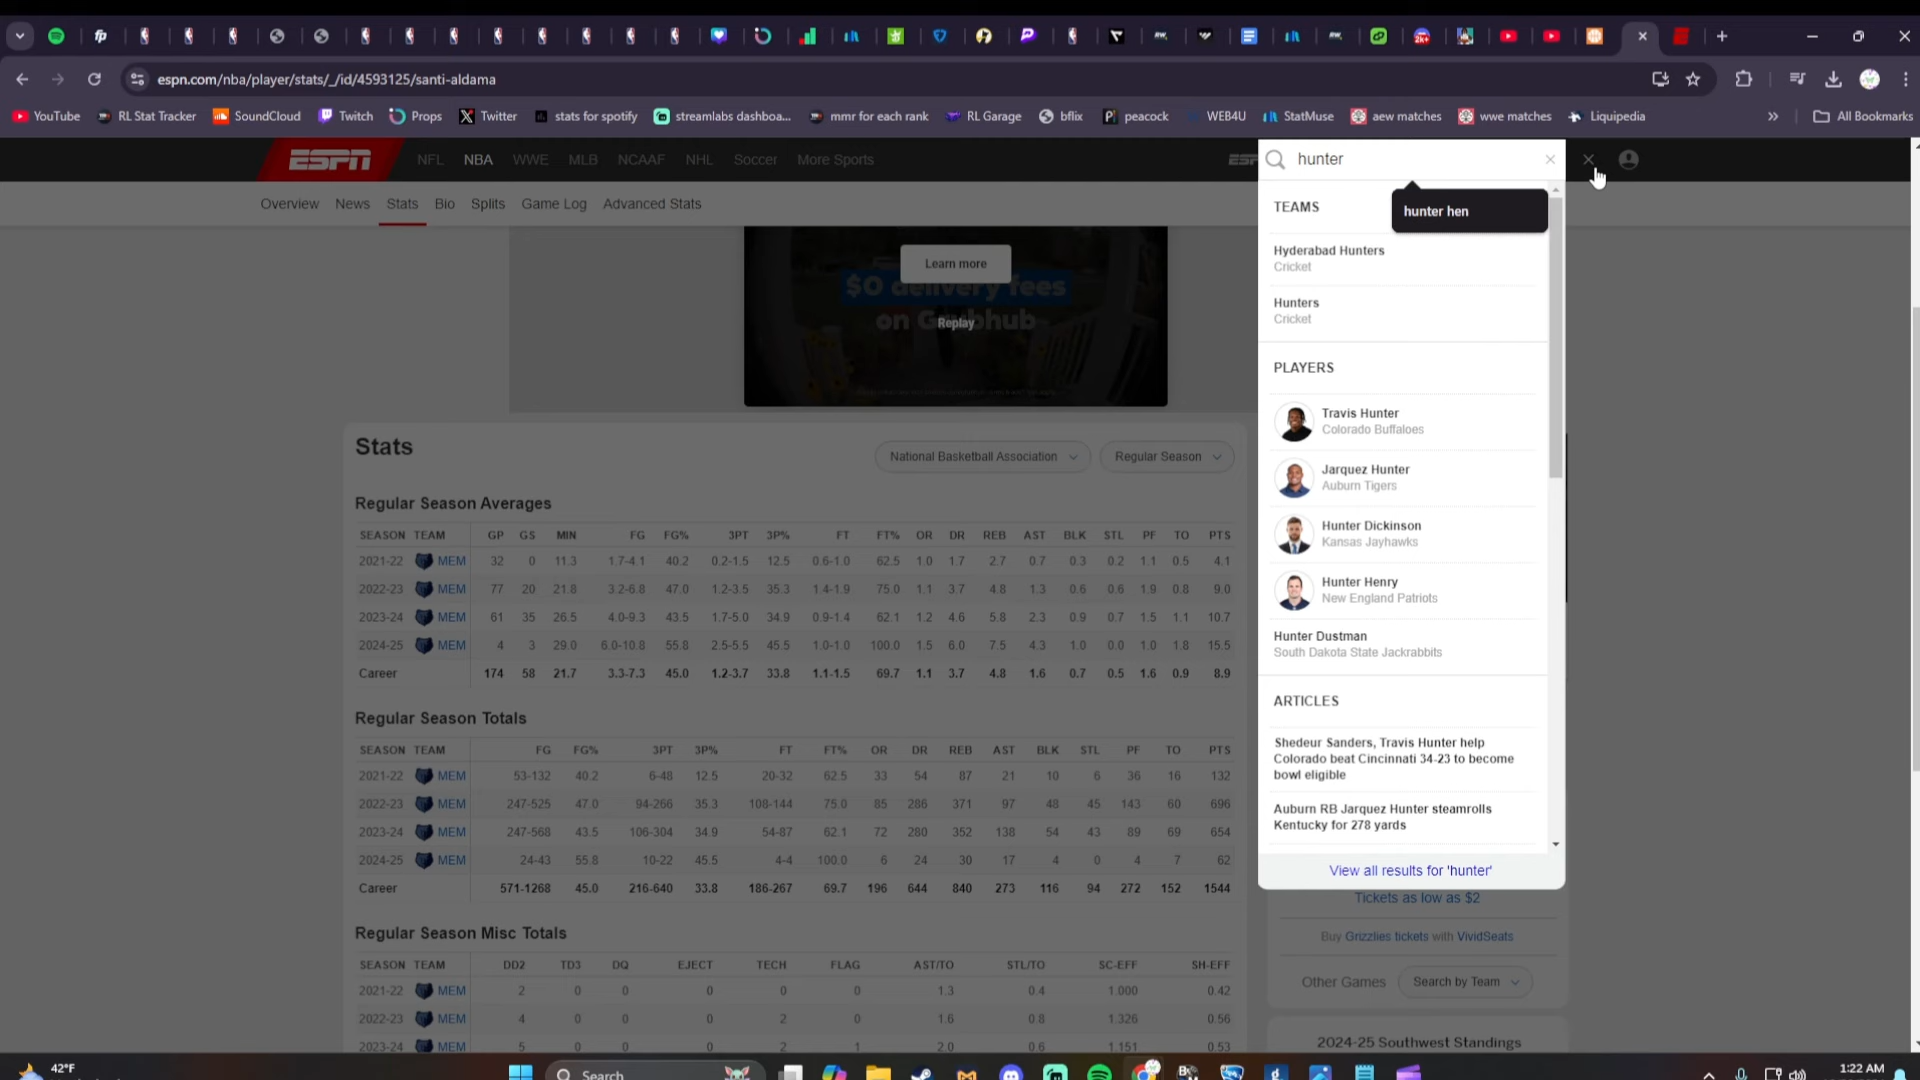 espn.com/nba/player/stats/_/id/4593125/santi-aldama
YouTube RL Stat Tracker SoundCloud Twitch Props Twitter stats for spotify streamlabs dashboa... mmr for each rank RL Garage bflix peacock WEB4U StatMuse aew matches wwe matches Liquipedia » All Bookmarks
ESPN NFL NBA WWE MLB NCAAF NHL Soccer More Sports ESP
hunter
Overview News Stats Bio Splits Game Log Advanced Stats
hunter hen
TEAMS
Hyderabad Hunters
Cricket
Hunters
Cricket
PLAYERS
Travis Hunter
Colorado Buffaloes
Jarquez Hunter
Auburn Tigers
Hunter Dickinson
Kansas Jayhawks
Hunter Henry
New England Patriots
Hunter Dustman
South Dakota State Jackrabbits
ARTICLES
Shedeur Sanders, Travis Hunter help
Colorado beat Cincinnati 34-23 to become
bowl eligible
Auburn RB Jarquez Hunter steamrolls
Kentucky for 278 yards
View all results for 'hunter'
Learn more
$0 delivery fees
on Grubhub
Replay
Stats
National Basketball Association Regular Season
Regular Season Averages
SEASON TEAM GP GS MIN FG FG% 3PT 3P% FT FT% OR DR REB AST BLK STL PF TO PTS
2021-22 MEM 32 0 11.3 1.7-4.1 40.2 0.2-1.5 12.5 0.6-1.0 62.5 1.0 1.7 2.7 0.7 0.3 0.2 1.1 0.5 4.1
2022-23 MEM 77 20 21.8 3.2-6.8 47.0 1.2-3.5 35.3 1.4-1.9 75.0 1.1 3.7 4.8 1.3 0.6 0.6 1.9 0.8 9.0
2023-24 MEM 61 35 26.5 4.0-9.3 43.5 1.7-5.0 34.9 0.9-1.4 62.1 1.2 4.6 5.8 2.3 0.9 0.7 1.5 1.1 10.7
2024-25 MEM 4 3 29.0 6.0-10.8 55.8 2.5-5.5 45.5 1.0-1.0 100.0 1.5 6.0 7.5 4.3 1.0 0.0 1.0 1.8 15.5
Career 174 58 21.7 3.3-7.3 45.0 1.2-3.7 33.8 1.1-1.5 69.7 1.1 3.7 4.8 1.6 0.7 0.5 1.6 0.9 8.9
Regular Season Totals
SEASON TEAM FG FG% 3PT 3P% FT FT% OR DR REB AST BLK STL PF TO PTS
2021-22 MEM 53-132 40.2 6-48 12.5 20-32 62.5 33 54 87 21 10 6 36 16 132
2022-23 MEM 247-525 47.0 94-266 35.3 108-144 75.0 85 286 371 97 48 45 143 60 696
2023-24 MEM 247-568 43.5 106-304 34.9 54-87 62.1 72 280 352 138 54 43 89 69 654
2024-25 MEM 24-43 55.8 10-22 45.5 4-4 100.0 6 24 30 17 4 0 4 7 62
Career 571-1268 45.0 216-640 33.8 186-267 69.7 196 644 840 273 116 94 272 152 1544
Regular Season Misc Totals
SEASON TEAM DD2 TD3 DQ EJECT TECH FLAG AST/TO STL/TO SC-EFF SH-EFF
2021-22 MEM 2 0 0 0 0 0 1.3 0.4 1.000 0.42
2022-23 MEM 4 0 0 0 2 0 1.6 0.8 1.326 0.56
2023-24 MEM 5 0 0 0 2 1 2.0 0.6 1.151 0.53
Tickets as low as $2
Buy Grizzlies tickets with VividSeats
Other Games Search by Team
2024-25 Southwest Standings
42°F
Search
1:22 AM